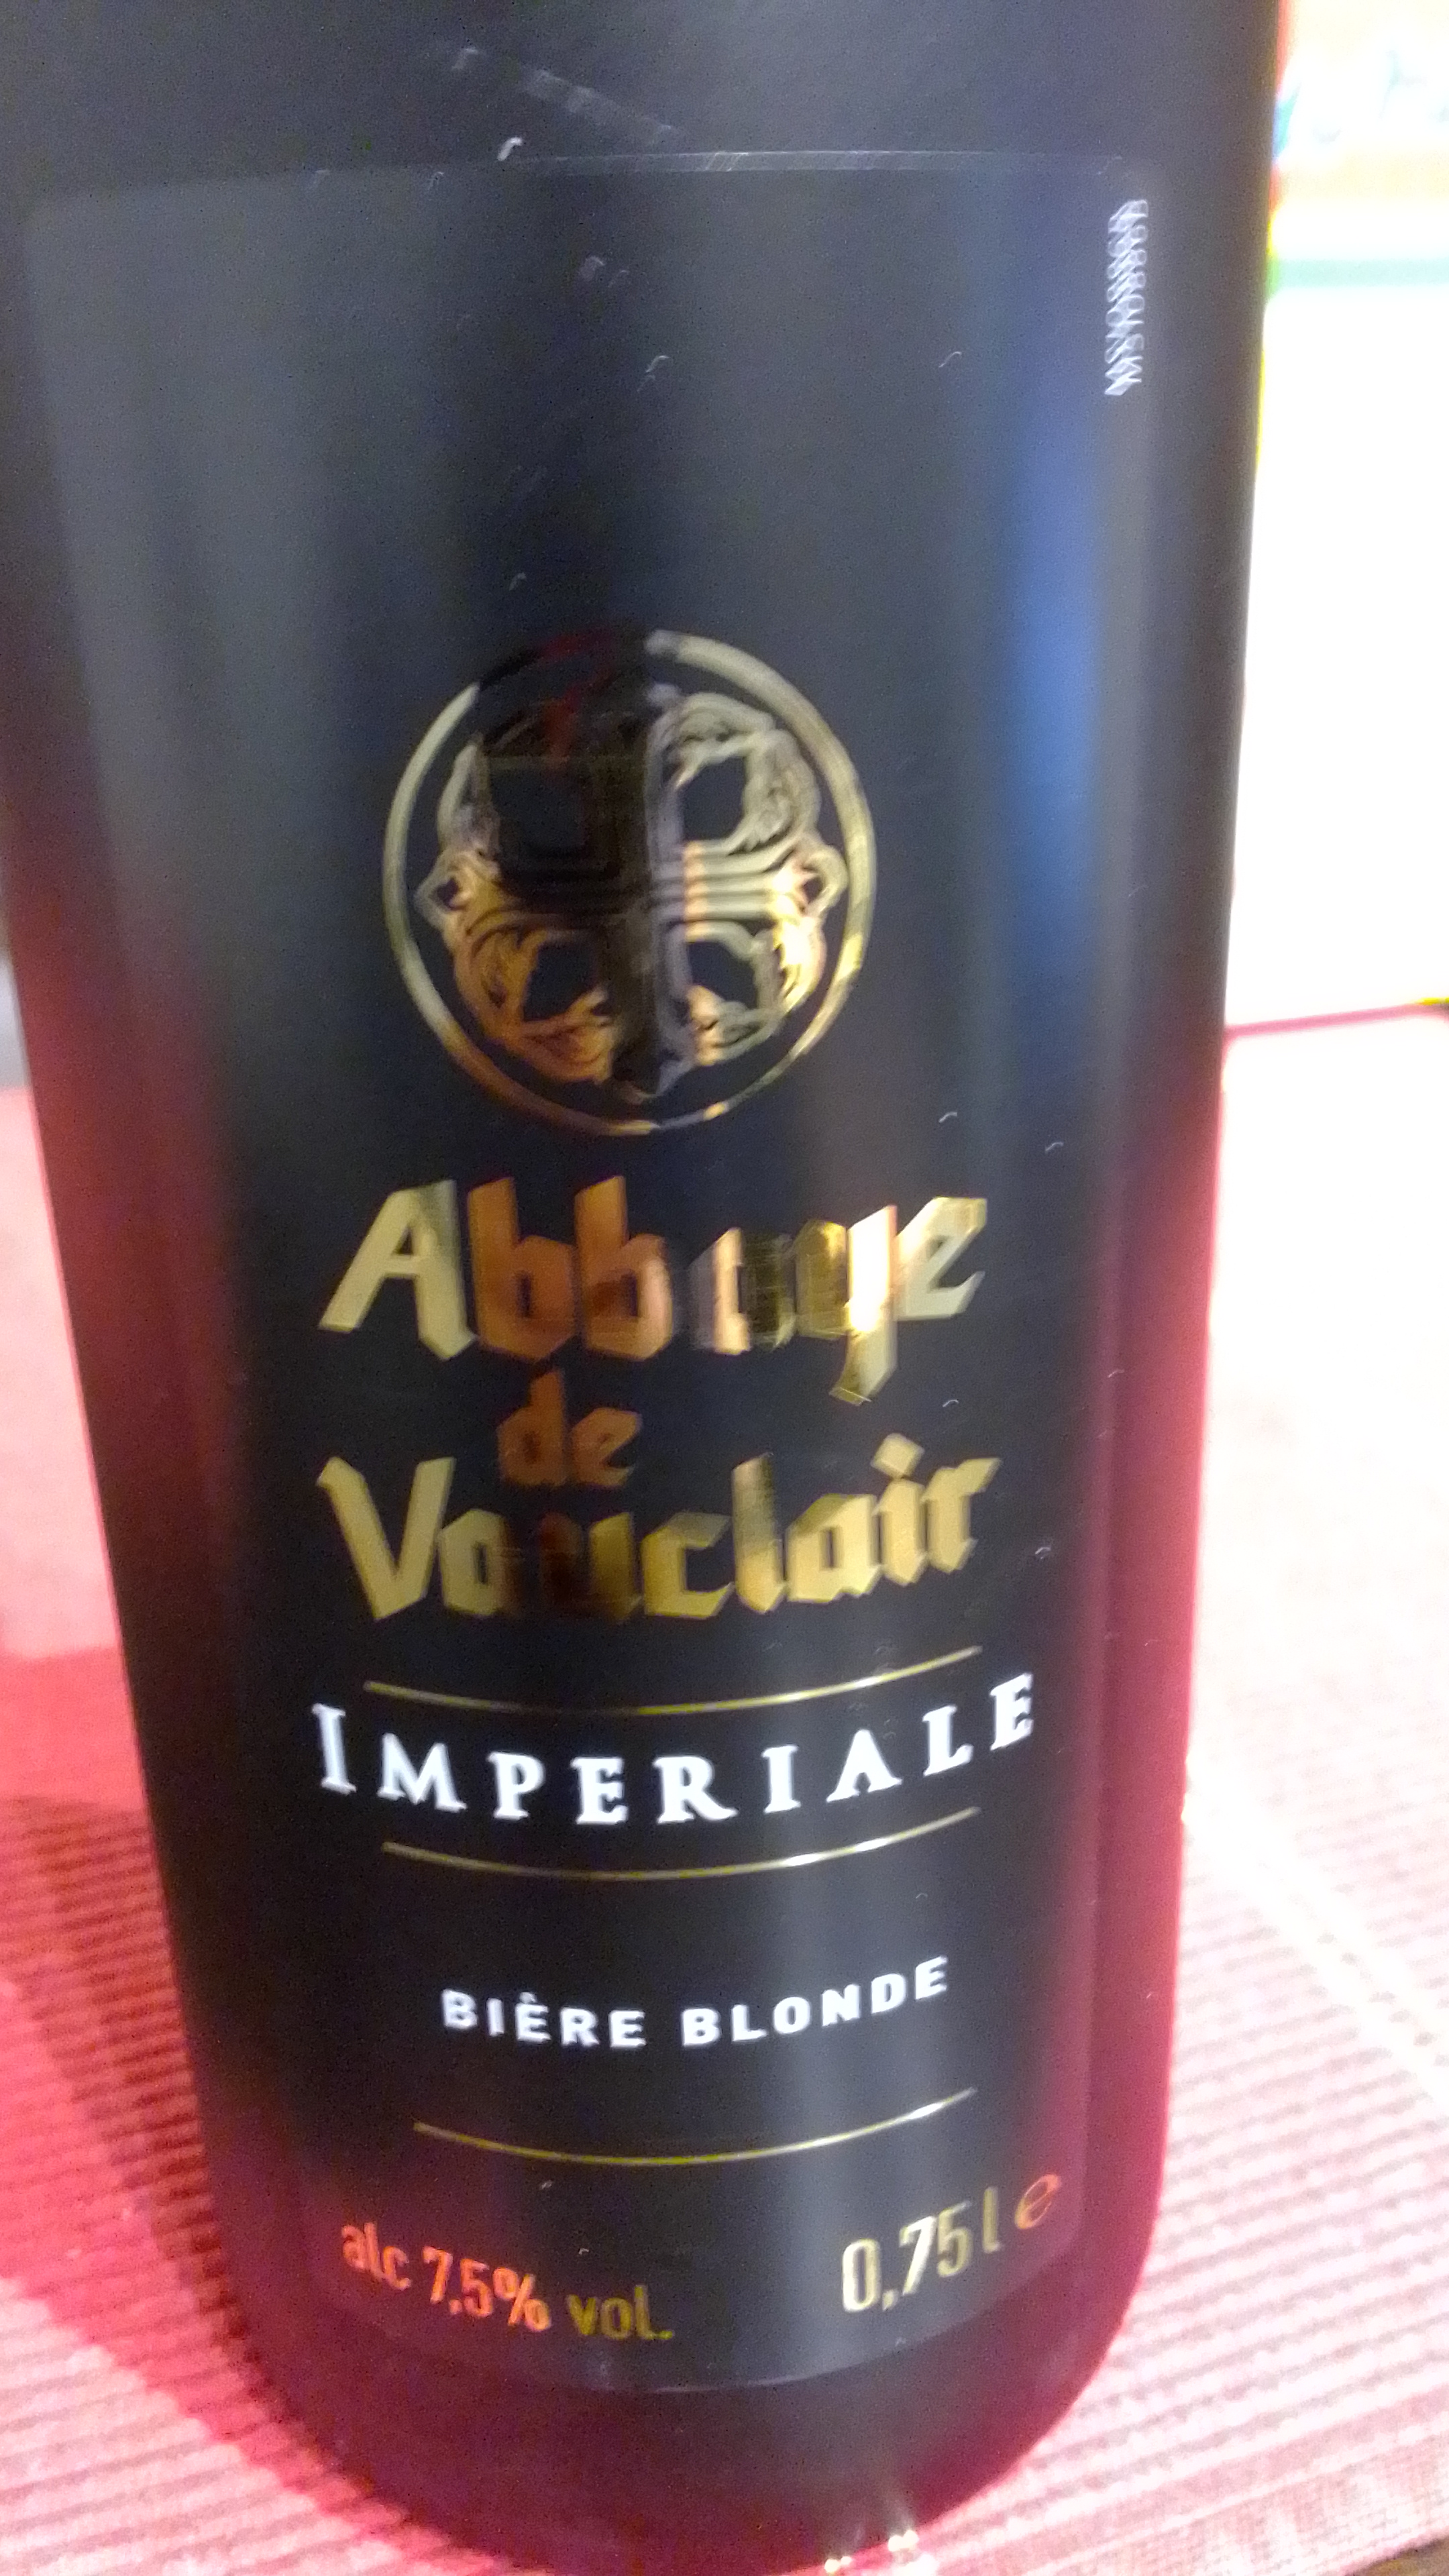 Abbaye
de
Vauclair
IMPERIALE
BIÈRE BLONDE
alc 7,5% vol. 0,75 l e